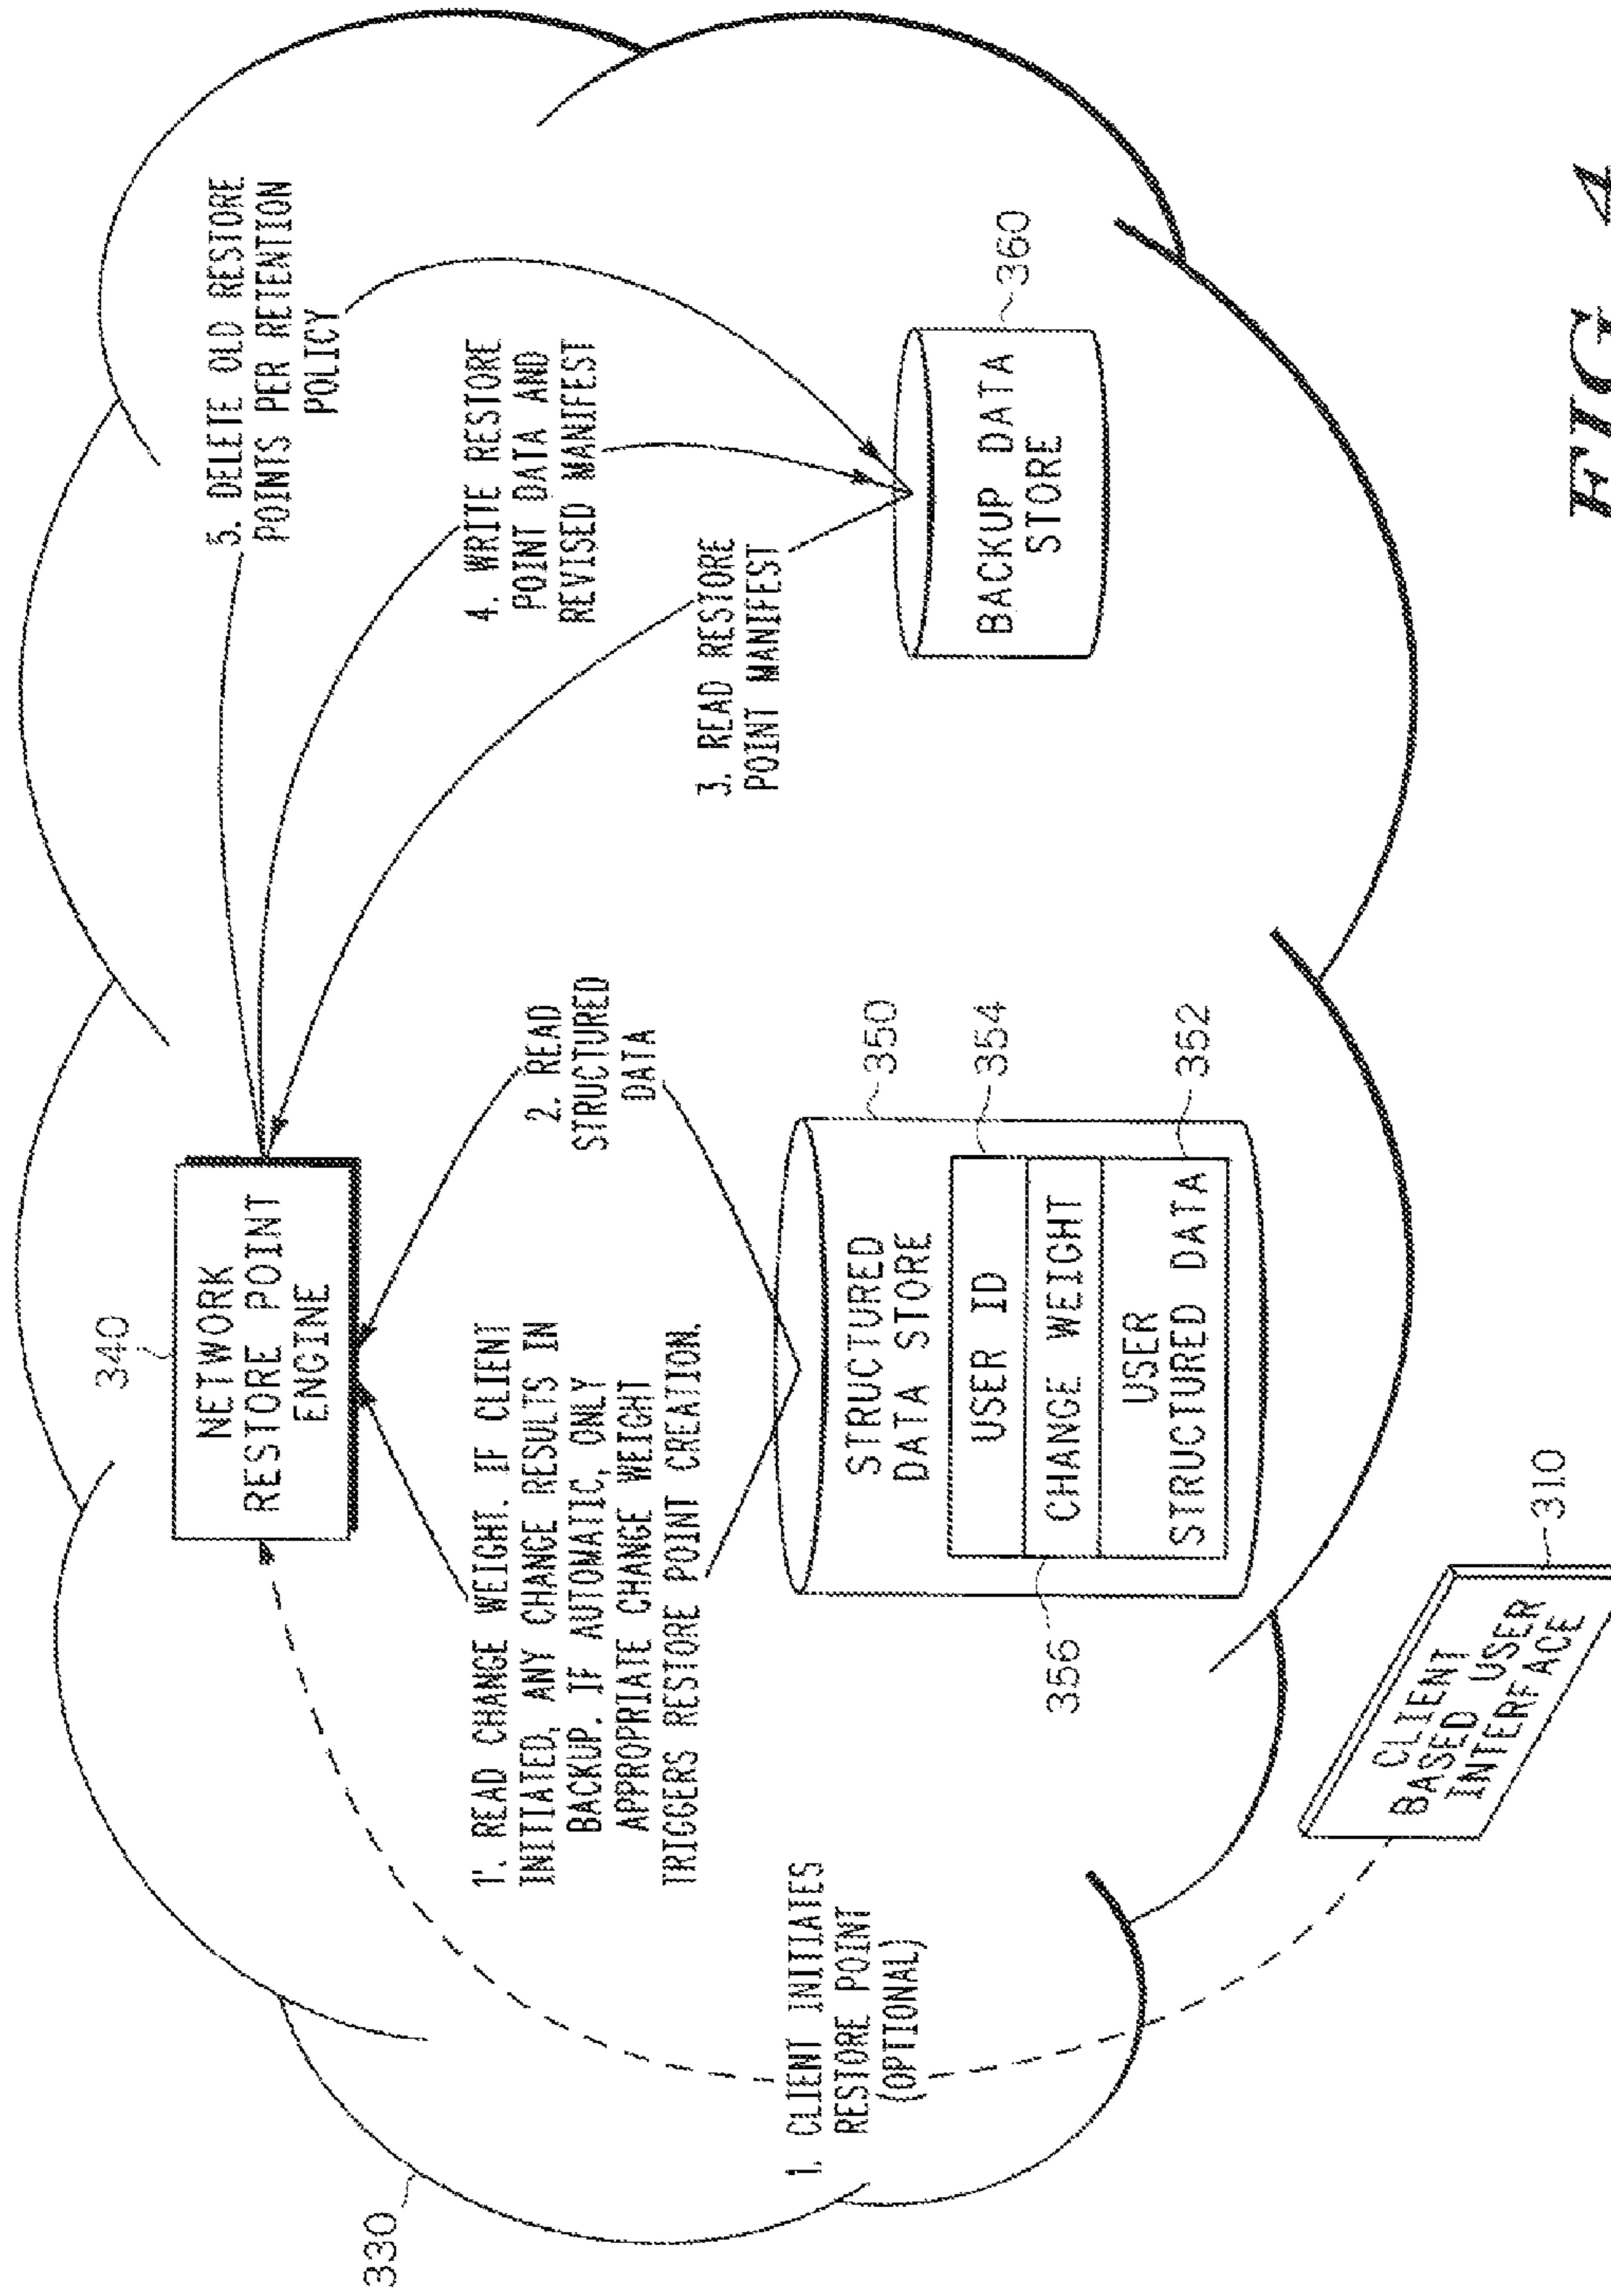 330
340
NETWORK
RESTORE POINT
ENGINE
5. DELETE OLD RESTORE
POINTS PER RETENTION
POLICY
1'. READ CHANGE WEIGHT. IF CLIENT
INITIATED, ANY CHANGE RESULTS IN
BACKUP. IF AUTOMATIC, ONLY
APPROPRIATE CHANGE WEIGHT
TRIGGERS RESTORE POINT CREATION.
2. READ
STRUCTURED
DATA
4. WRITE RESTORE
POINT DATA AND
REVISED MANIFEST
3. READ RESTORE
POINT MANIFEST
1. CLIENT INITIATES
RESTORE POINT
(OPTIONAL)
STRUCTURED
DATA STORE
350
USER ID
354
CHANGE WEIGHT
356
USER
STRUCTURED DATA
352
BACKUP DATA
STORE
360
CLIENT
BASED USER
INTERFACE
310
FIG. 4